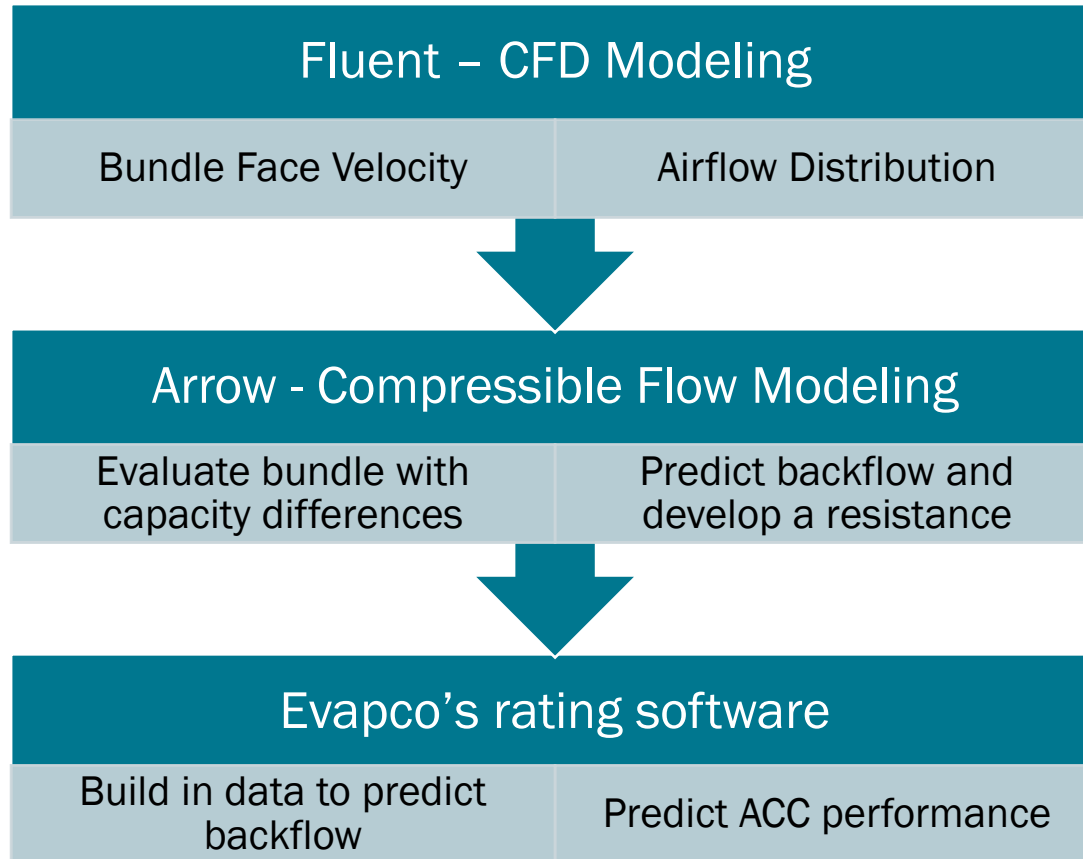 Fluent – CFD Modeling
Bundle Face Velocity
Airflow Distribution
Arrow - Compressible Flow Modeling
Evaluate bundle with
capacity differences
Predict backflow and
develop a resistance
Evapco’s rating software
Build in data to predict
backflow
Predict ACC performance